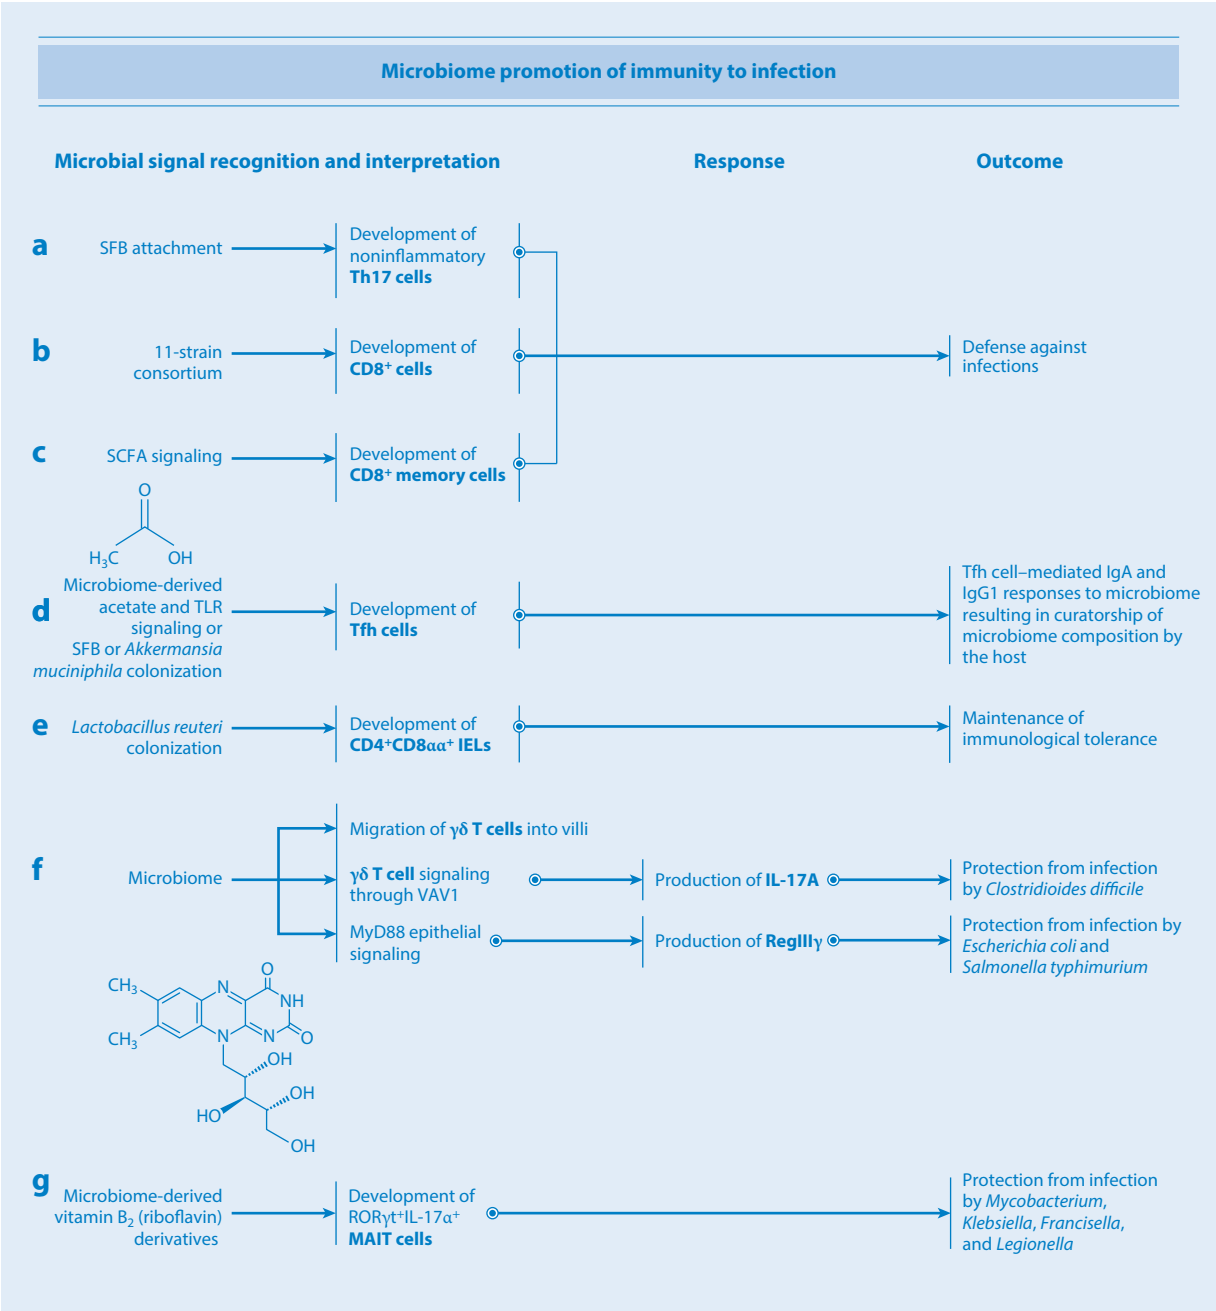 Microbiome promotion of immunity to infection
Microbial signal recognition and interpretation
Response
Outcome
a
SFB attachment
Development of
noninflammatory
Th17 cells
b
11-strain
consortium
Development of
CD8⁺ cells
Defense against
infections
c
SCFA signaling
Development of
CD8⁺ memory cells
O
H₃C
OH
d
Microbiome-derived
acetate and TLR
signaling or
SFB or Akkermansia
muciniphila colonization
Development of
Tfh cells
Tfh cell–mediated IgA and
IgG1 responses to microbiome
resulting in curatorship of
microbiome composition by
the host
e
Lactobacillus reuteri
colonization
Development of
CD4⁺CD8αα⁺ IELs
Maintenance of
immunological tolerance
f
Microbiome
Migration of γδ T cells into villi
γδ T cell signaling
through VAV1
Production of IL-17A
Protection from infection
by Clostridioides difficile
MyD88 epithelial
signaling
Production of RegIIIγ
Protection from infection by
Escherichia coli and
Salmonella typhimurium
O
CH₃
N
NH
CH₃
N
N
O
OH
OH
HO
OH
g
Microbiome-derived
vitamin B₂ (riboflavin)
derivatives
Development of
RORγt⁺IL-17α⁺
MAIT cells
Protection from infection
by Mycobacterium,
Klebsiella, Francisella,
and Legionella